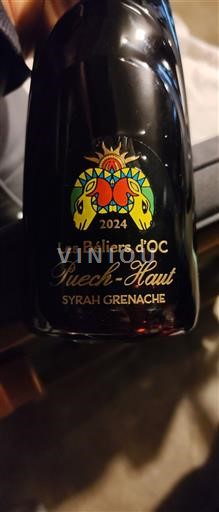 2024
Les Béliers d'OC
VINIOU
Puech-Haut
SYRAH GRENACHE